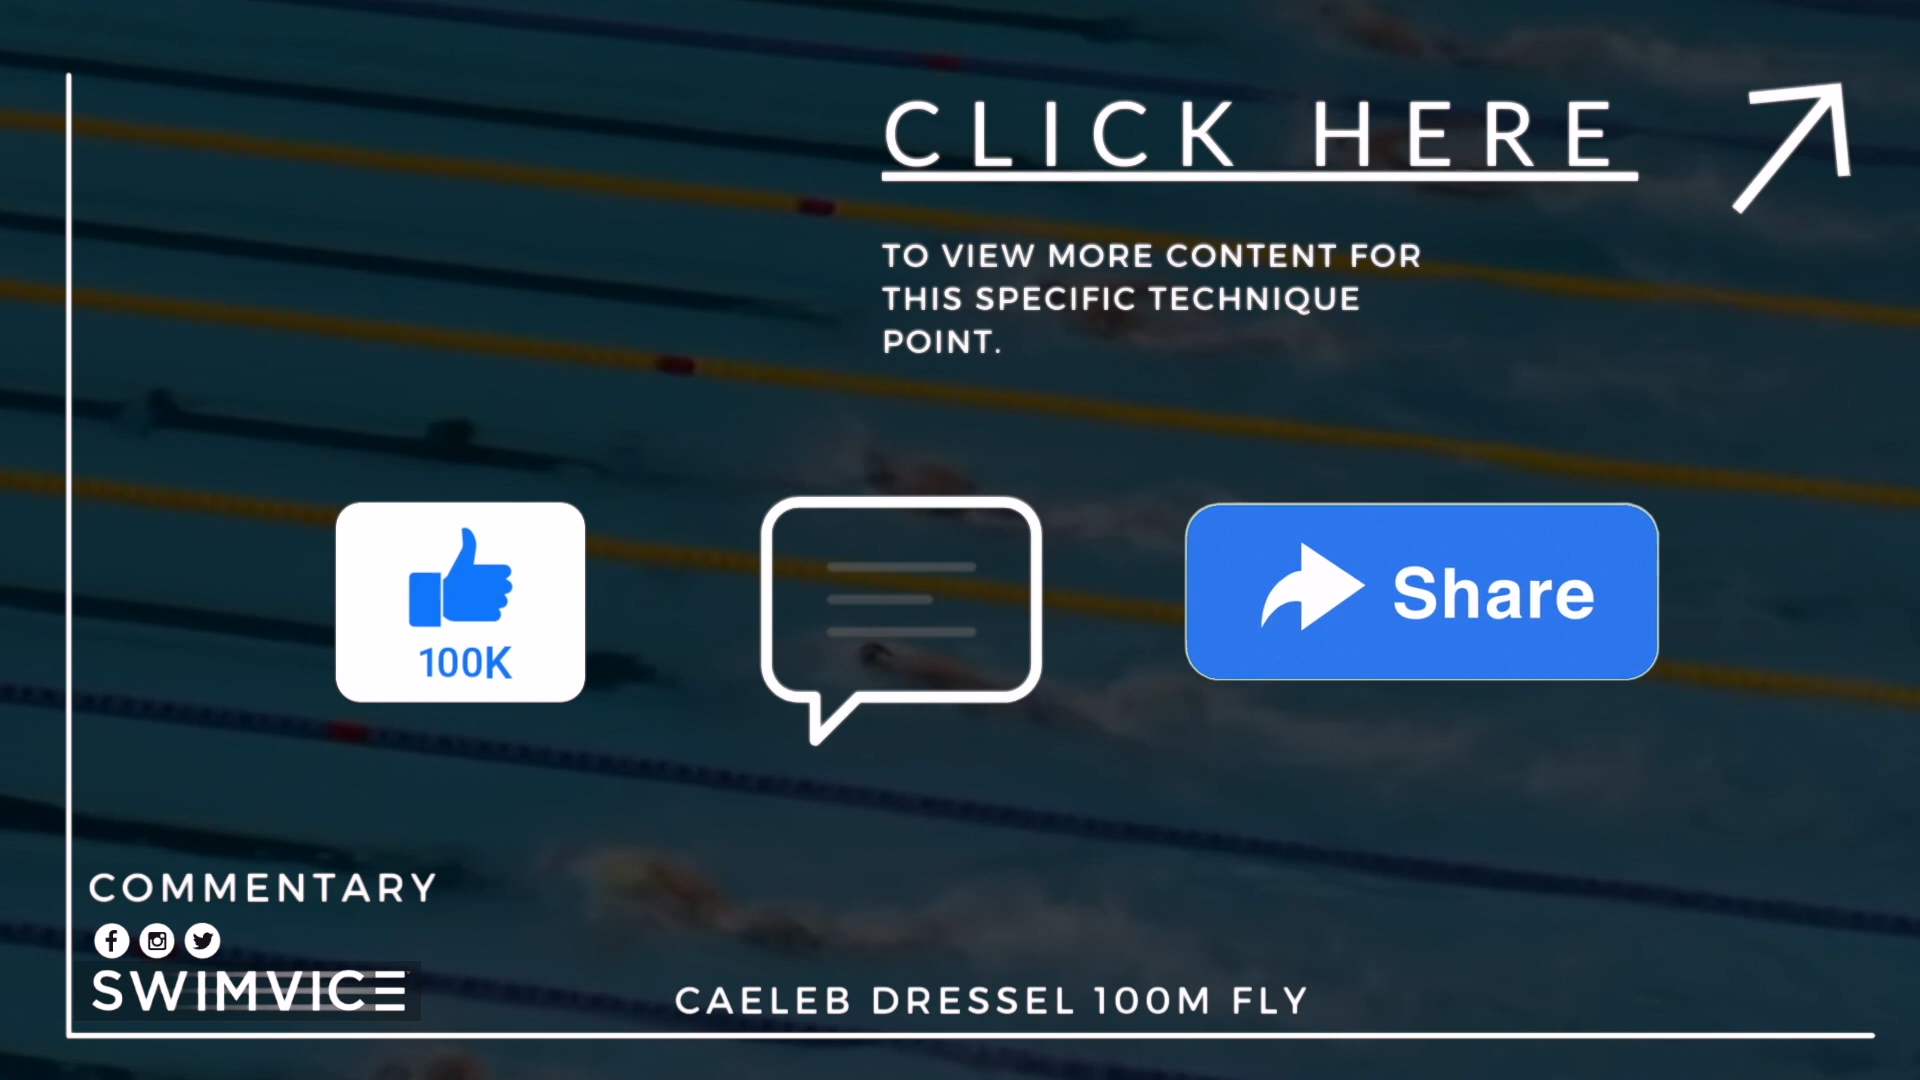 CLICK HERE
TO VIEW MORE CONTENT FOR
THIS SPECIFIC TECHNIQUE
POINT.
100K
Share
COMMENTARY
SWIMVICE
CAELEB DRESSEL 100M FLY